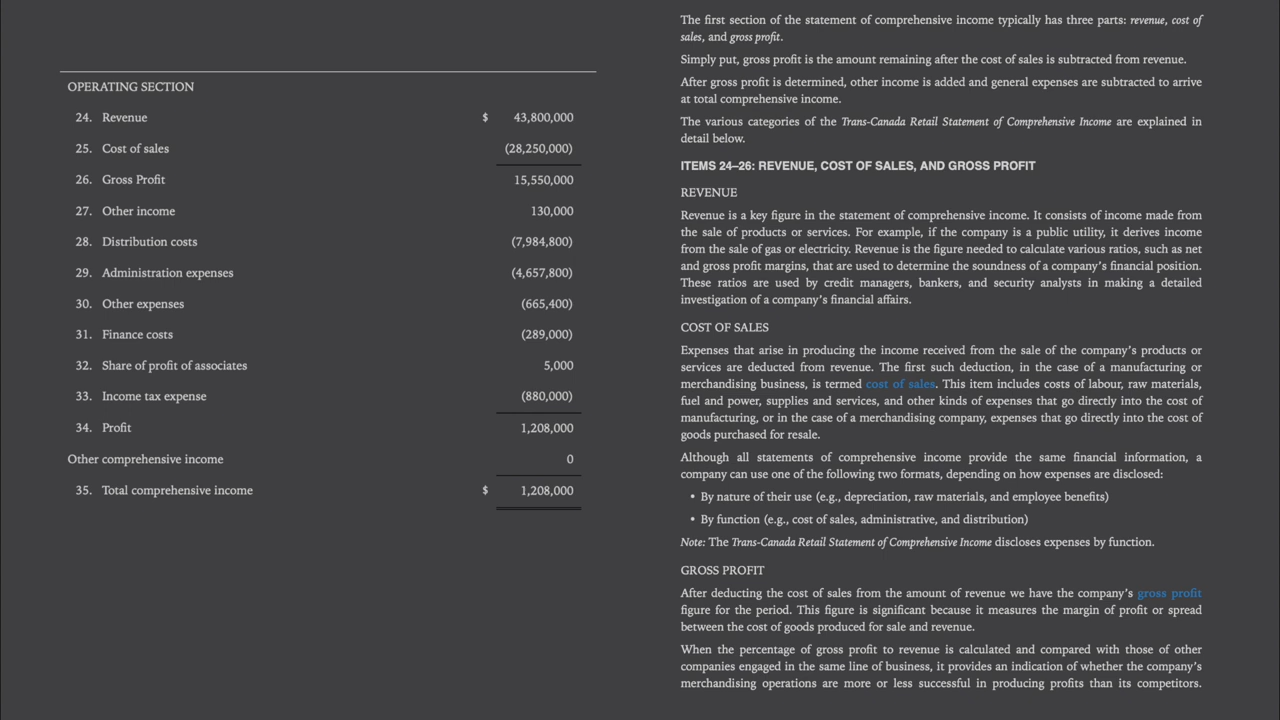 OPERATING SECTION
24. Revenue $ 43,800,000
25. Cost of sales (28,250,000)
26. Gross Profit 15,550,000
27. Other income 130,000
28. Distribution costs (7,984,800)
29. Administration expenses (4,657,800)
30. Other expenses (665,400)
31. Finance costs (289,000)
32. Share of profit of associates 5,000
33. Income tax expense (880,000)
34. Profit 1,208,000
Other comprehensive income 0
35. Total comprehensive income $ 1,208,000
The first section of the statement of comprehensive income typically has three parts: revenue, cost of
sales, and gross profit.
Simply put, gross profit is the amount remaining after the cost of sales is subtracted from revenue.
After gross profit is determined, other income is added and general expenses are subtracted to arrive
at total comprehensive income.
The various categories of the Trans-Canada Retail Statement of Comprehensive Income are explained in
detail below.
ITEMS 24–26: REVENUE, COST OF SALES, AND GROSS PROFIT
REVENUE
Revenue is a key figure in the statement of comprehensive income. It consists of income made from
the sale of products or services. For example, if the company is a public utility, it derives income
from the sale of gas or electricity. Revenue is the figure needed to calculate various ratios, such as net
and gross profit margins, that are used to determine the soundness of a company's financial position.
These ratios are used by credit managers, bankers, and security analysts in making a detailed
investigation of a company's financial affairs.
COST OF SALES
Expenses that arise in producing the income received from the sale of the company's products or
services are deducted from revenue. The first such deduction, in the case of a manufacturing or
merchandising business, is termed cost of sales. This item includes costs of labour, raw materials,
fuel and power, supplies and services, and other kinds of expenses that go directly into the cost of
manufacturing, or in the case of a merchandising company, expenses that go directly into the cost of
goods purchased for resale.
Although all statements of comprehensive income provide the same financial information, a
company can use one of the following two formats, depending on how expenses are disclosed:
• By nature of their use (e.g., depreciation, raw materials, and employee benefits)
• By function (e.g., cost of sales, administrative, and distribution)
Note: The Trans-Canada Retail Statement of Comprehensive Income discloses expenses by function.
GROSS PROFIT
After deducting the cost of sales from the amount of revenue we have the company's gross profit
figure for the period. This figure is significant because it measures the margin of profit or spread
between the cost of goods produced for sale and revenue.
When the percentage of gross profit to revenue is calculated and compared with those of other
companies engaged in the same line of business, it provides an indication of whether the company's
merchandising operations are more or less successful in producing profits than its competitors.